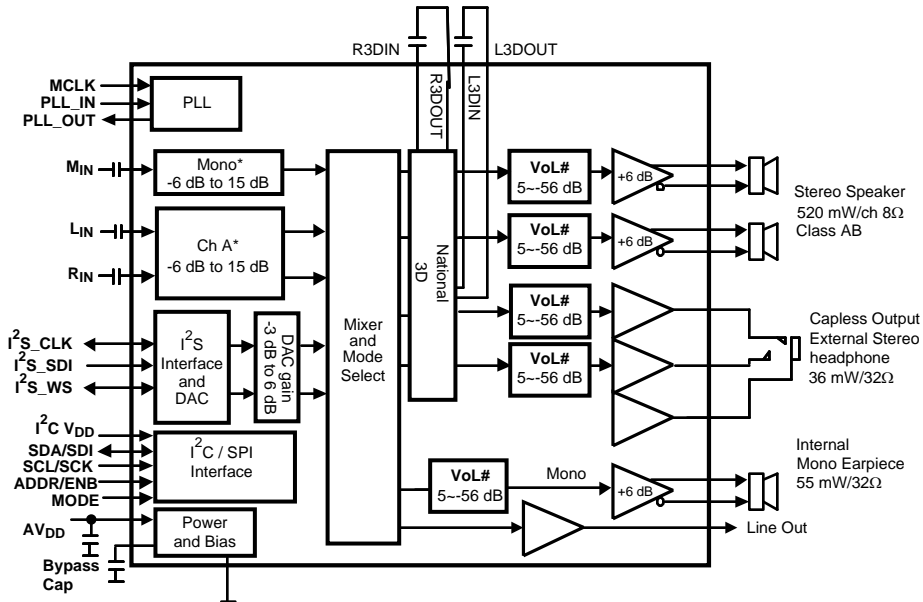 R3DIN
L3DOUT
R3DOUT
L3DIN
MCLK
PLL_IN
PLL_OUT
PLL
MIN
Mono*
-6 dB to 15 dB
LIN
RIN
Ch A*
-6 dB to 15 dB
I²S_CLK
I²S_SDI
I²S_WS
I²S
Interface
and
DAC
DAC gain
-3 dB to 6 dB
I²C VDD
SDA/SDI
SCL/SCK
ADDR/ENB
MODE
I²C / SPI
Interface
AVDD
Bypass
Cap
Power
and Bias
Mixer
and
Mode
Select
National
3D
VoL#
5~-56 dB
+6 dB
VoL#
5~-56 dB
+6 dB
Stereo Speaker
520 mW/ch 8Ω
Class AB
VoL#
5~-56 dB
VoL#
5~-56 dB
Capless Output
External Stereo
headphone
36 mW/32Ω
VoL#
5~-56 dB
Mono
+6 dB
Internal
Mono Earpiece
55 mW/32Ω
Line Out